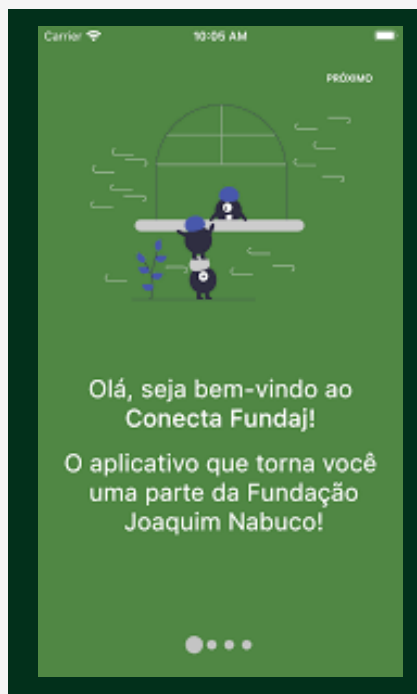 Carrier 10:05 AM
PRÓXIMO
Olá, seja bem-vindo ao
Conecta Fundaj!
O aplicativo que torna você
uma parte da Fundação
Joaquim Nabuco!